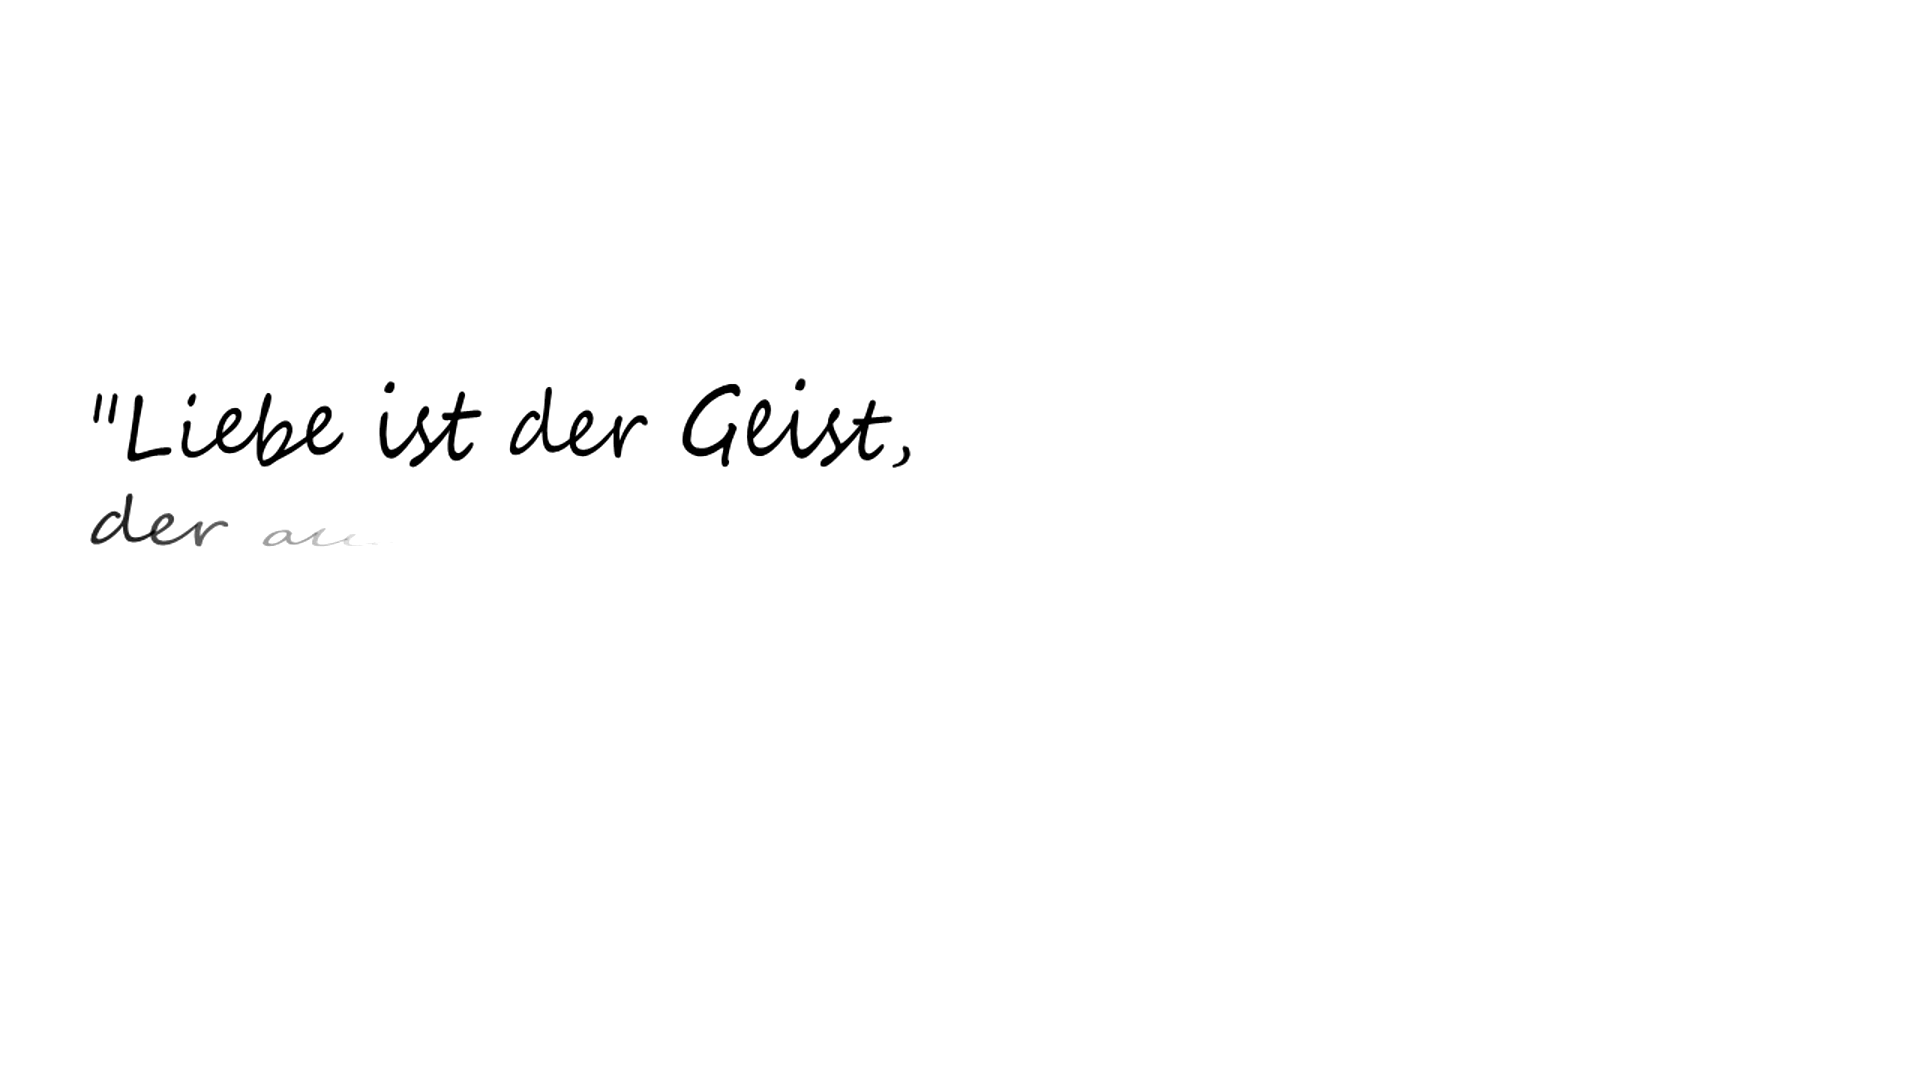 "Liebe ist der Geist,
der